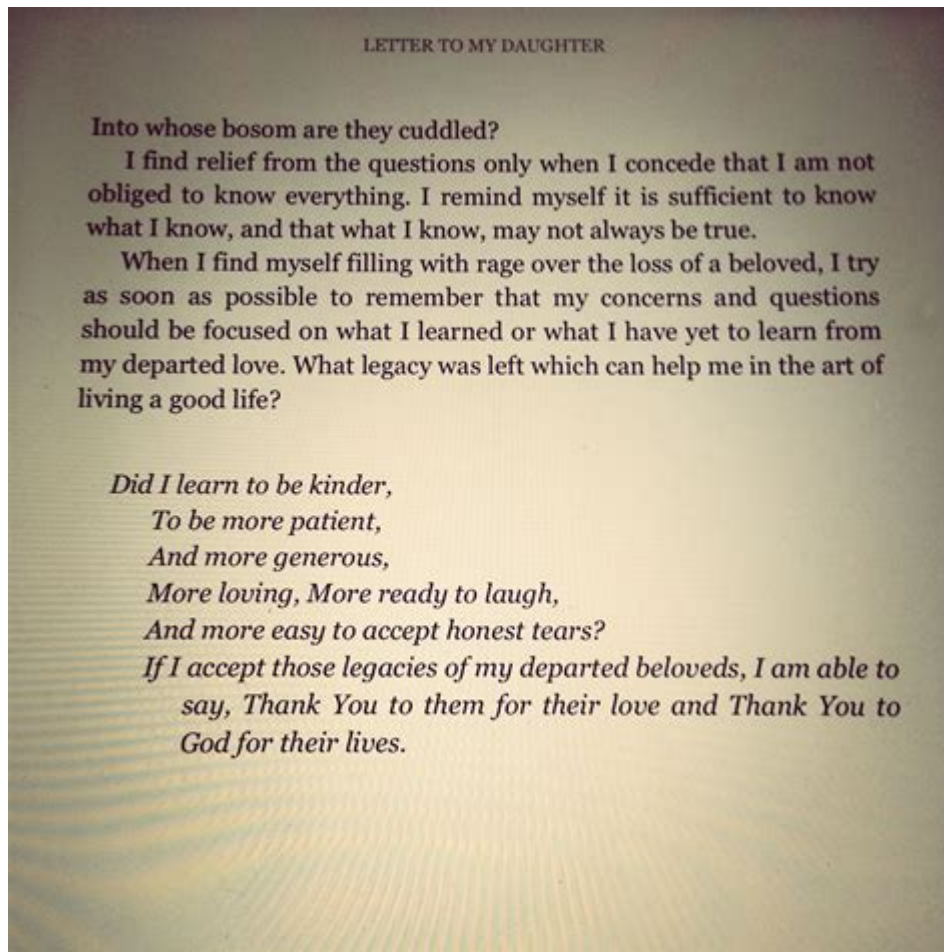 LETTER TO MY DAUGHTER
Into whose bosom are they cuddled?
I find relief from the questions only when I concede that I am not
obliged to know everything. I remind myself it is sufficient to know
what I know, and that what I know, may not always be true.
When I find myself filling with rage over the loss of a beloved, I try
as soon as possible to remember that my concerns and questions
should be focused on what I learned or what I have yet to learn from
my departed love. What legacy was left which can help me in the art of
living a good life?
Did I learn to be kinder,
To be more patient,
And more generous,
More loving, More ready to laugh,
And more easy to accept honest tears?
If I accept those legacies of my departed beloveds, I am able to
say, Thank You to them for their love and Thank You to
God for their lives.